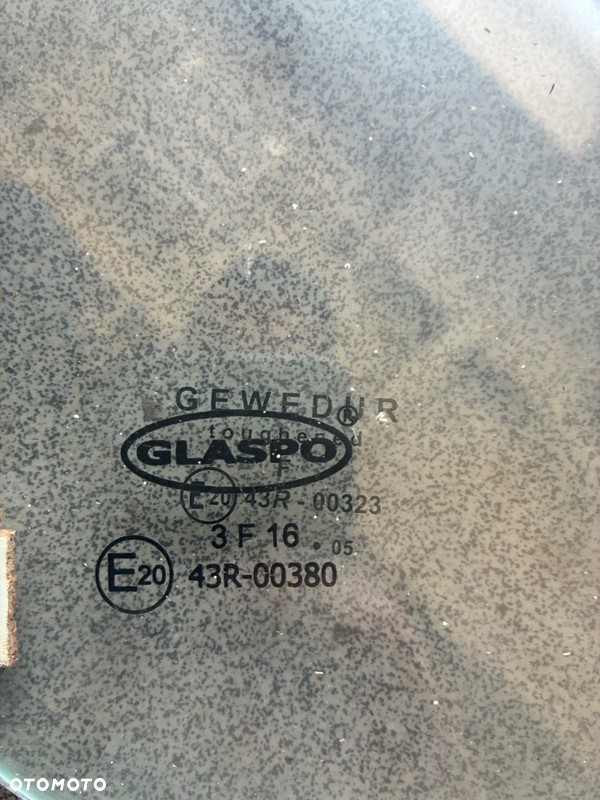 GEWEDUR
®
toughened
GLASPO
F
E20 43R - 00323
3 F 16 . 05
E20 43R-00380
OTOMOTO